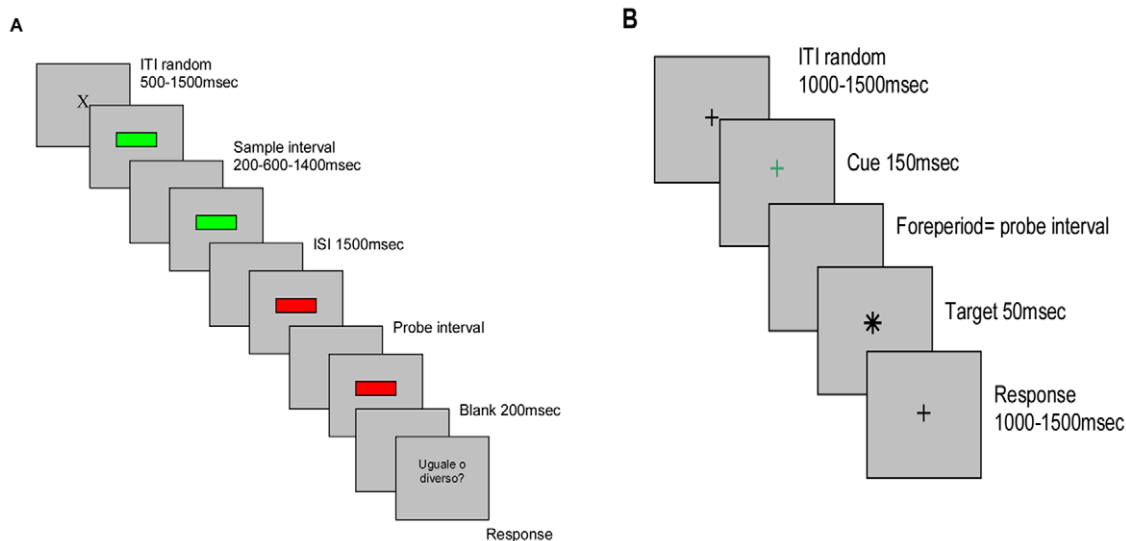 A
ITI random
500-1500msec
X
Sample interval
200-600-1400msec
ISI 1500msec
Probe interval
Blank 200msec
Uguale o
diverso?
Response
B
ITI random
1000-1500msec
Cue 150msec
Foreperiod= probe interval
Target 50msec
Response
1000-1500msec